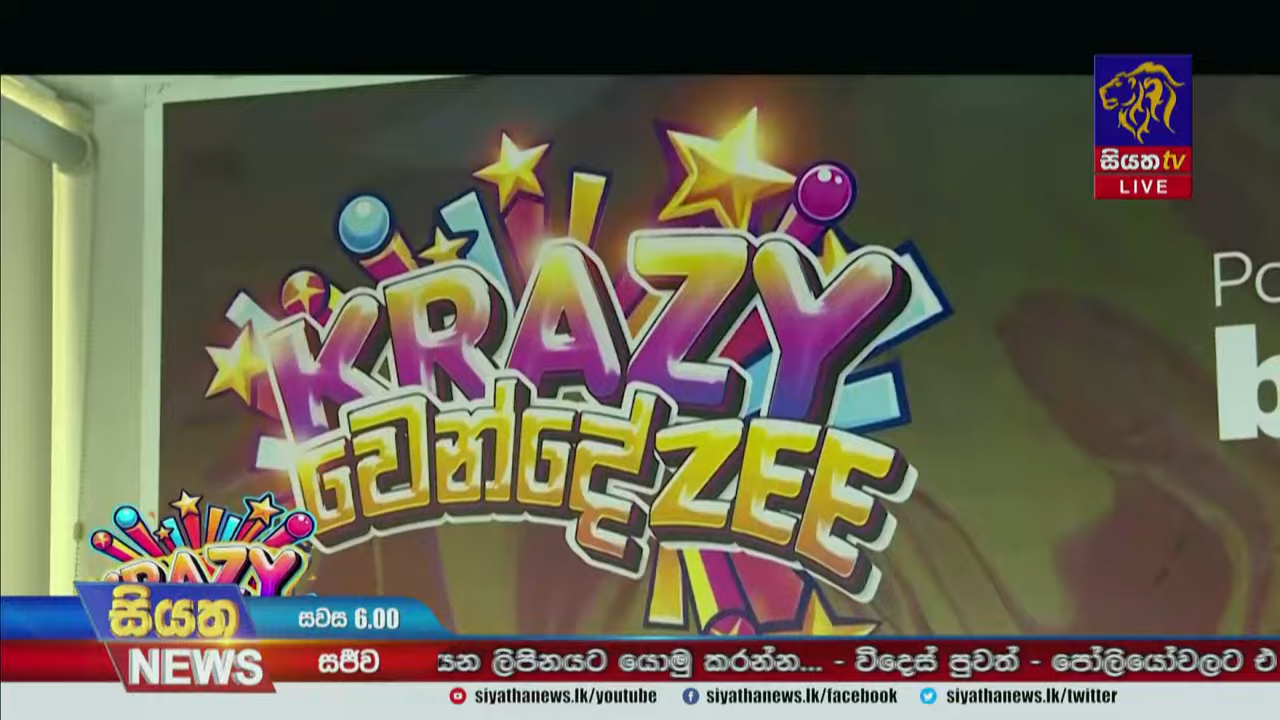 සියත tv
LIVE
Po
b
KRAZY
වෙන්දේZEE
KRAZY
සියත
සවස 6.00
NEWS
සජීව
යන ලිපිනයට යොමු කරන්න... - විදෙස් පුවත් - පෝලියෝවලට එ
siyathanews.lk/youtube
siyathanews.lk/facebook
siyathanews.lk/twitter